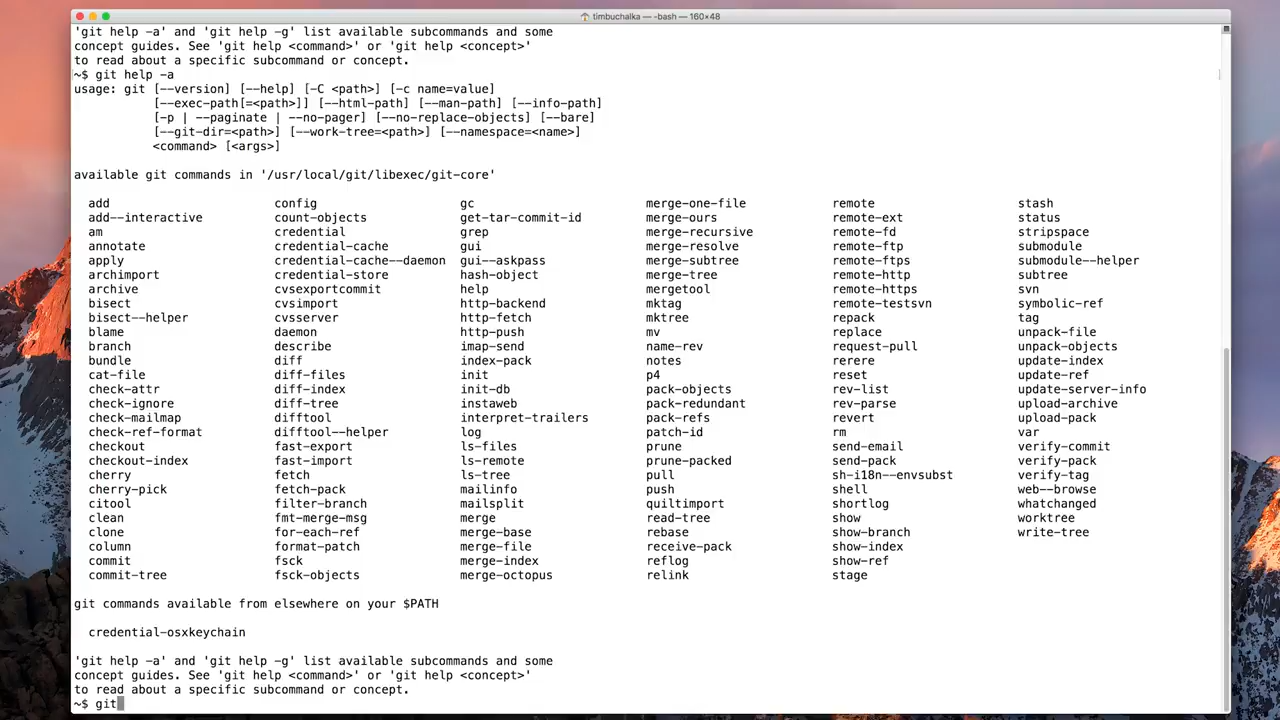 timbuchalka — -bash — 160×48
'git help -a' and 'git help -g' list available subcommands and some
concept guides. See 'git help <command>' or 'git help <concept>'
to read about a specific subcommand or concept.
~$ git help -a
usage: git [--version] [--help] [-C <path>] [-c name=value]
[--exec-path[=<path>]] [--html-path] [--man-path] [--info-path]
[-p | --paginate | --no-pager] [--no-replace-objects] [--bare]
[--git-dir=<path>] [--work-tree=<path>] [--namespace=<name>]
<command> [<args>]
available git commands in '/usr/local/git/libexec/git-core'
add config gc merge-one-file remote stash
add--interactive count-objects get-tar-commit-id merge-ours remote-ext status
am credential grep merge-recursive remote-fd stripspace
annotate credential-cache gui merge-resolve remote-ftp submodule
apply credential-cache--daemon gui--askpass merge-subtree remote-ftps submodule--helper
archimport credential-store hash-object merge-tree remote-http subtree
archive cvsexportcommit help mergetool remote-https svn
bisect cvsimport http-backend mktag remote-testsvn symbolic-ref
bisect--helper cvsserver http-fetch mktree repack tag
blame daemon http-push mv replace unpack-file
branch describe imap-send name-rev request-pull unpack-objects
bundle diff index-pack notes rerere update-index
cat-file diff-files init p4 reset update-ref
check-attr diff-index init-db pack-objects rev-list update-server-info
check-ignore diff-tree instaweb pack-redundant rev-parse upload-archive
check-mailmap difftool interpret-trailers pack-refs revert upload-pack
check-ref-format difftool--helper log patch-id rm var
checkout fast-export ls-files prune send-email verify-commit
checkout-index fast-import ls-remote prune-packed send-pack verify-pack
cherry fetch ls-tree pull sh-i18n--envsubst verify-tag
cherry-pick fetch-pack mailinfo push shell web--browse
citool filter-branch mailsplit quiltimport shortlog whatchanged
clean fmt-merge-msg merge read-tree show worktree
clone for-each-ref merge-base rebase show-branch write-tree
column format-patch merge-file receive-pack show-index
commit fsck merge-index reflog show-ref
commit-tree fsck-objects merge-octopus relink stage
git commands available from elsewhere on your $PATH
credential-osxkeychain
'git help -a' and 'git help -g' list available subcommands and some
concept guides. See 'git help <command>' or 'git help <concept>'
to read about a specific subcommand or concept.
~$ git